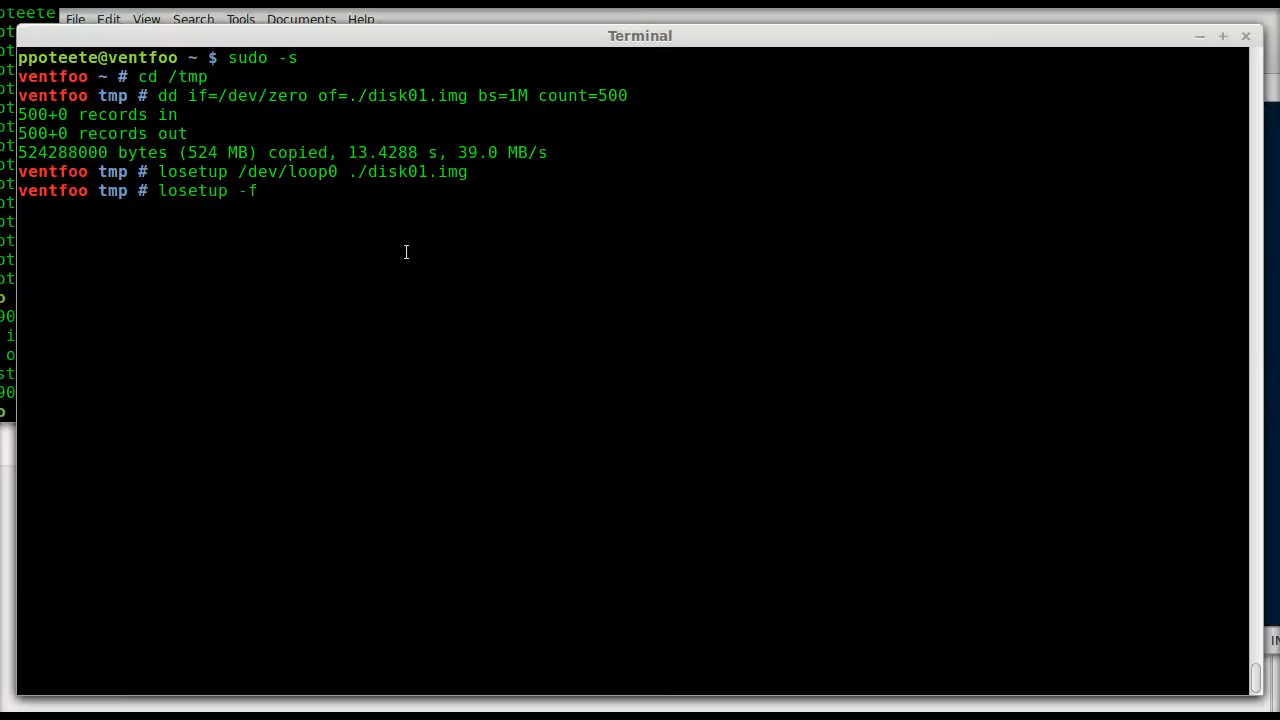 pteete
File Edit View Search Tools Documents Help
Terminal
ppoteete@ventfoo ~ $ sudo -s
ventfoo ~ # cd /tmp
ventfoo tmp # dd if=/dev/zero of=./disk01.img bs=1M count=500
500+0 records in
500+0 records out
524288000 bytes (524 MB) copied, 13.4288 s, 39.0 MB/s
ventfoo tmp # losetup /dev/loop0 ./disk01.img
ventfoo tmp # losetup -f